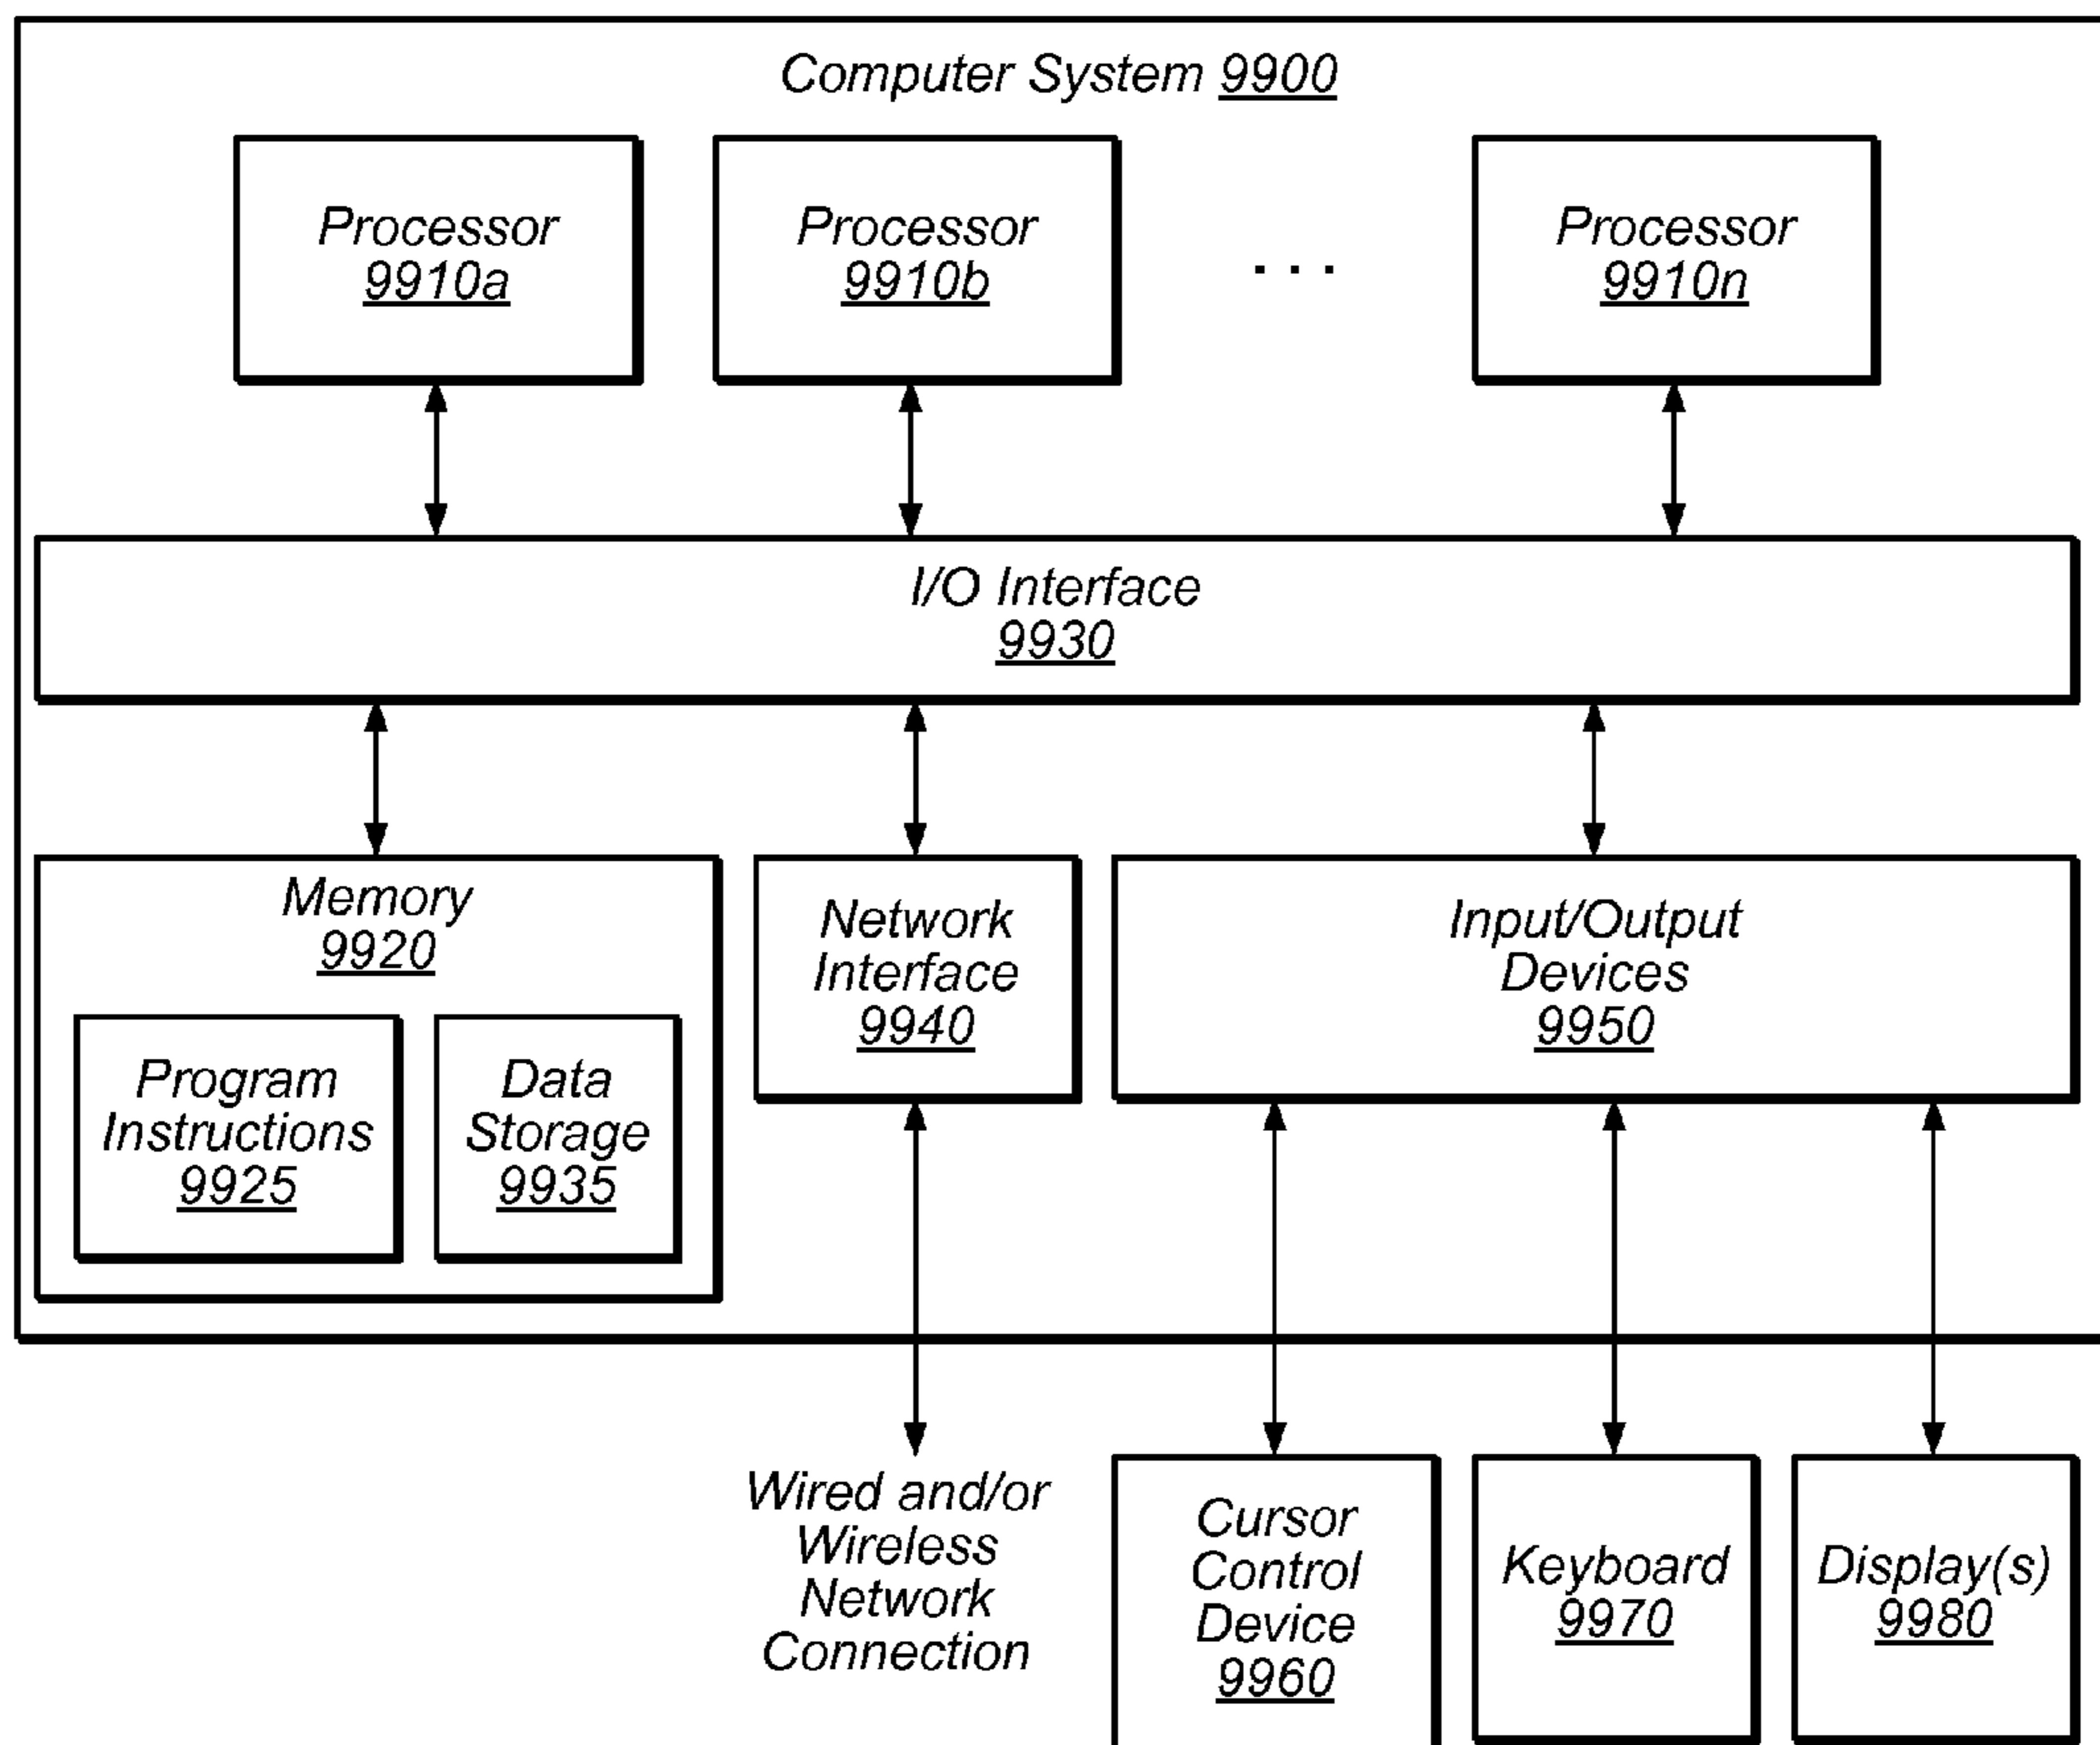 Computer System 9900
Processor
9910a
Processor
9910b
. . .
Processor
9910n
I/O Interface
9930
Memory
9920
Program
Instructions
9925
Data
Storage
9935
Network
Interface
9940
Input/Output
Devices
9950
Wired and/or
Wireless
Network
Connection
Cursor
Control
Device
9960
Keyboard
9970
Display(s)
9980